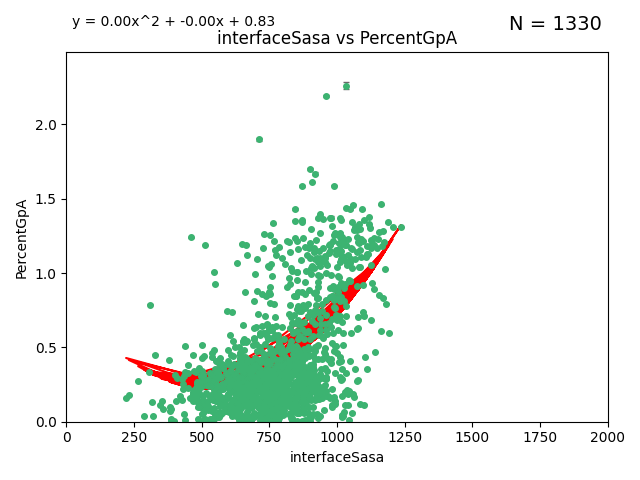 y = 0.00x^2 + -0.00x + 0.83
N = 1330
interfaceSasa vs PercentGpA
PercentGpA
2.0
1.5
1.0
0.5
0.0
0 250 500 750 1000 1250 1500 1750 2000
interfaceSasa